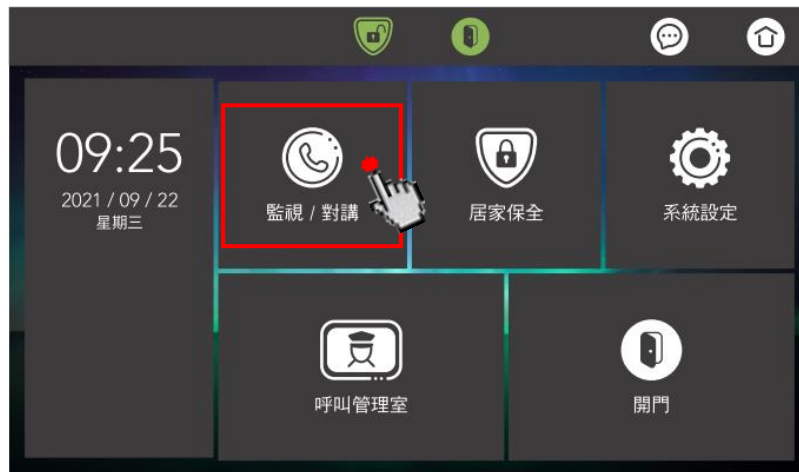 09:25
2021 / 09 / 22
星期三
監視 / 對講
居家保全
系統設定
呼叫管理室
開門